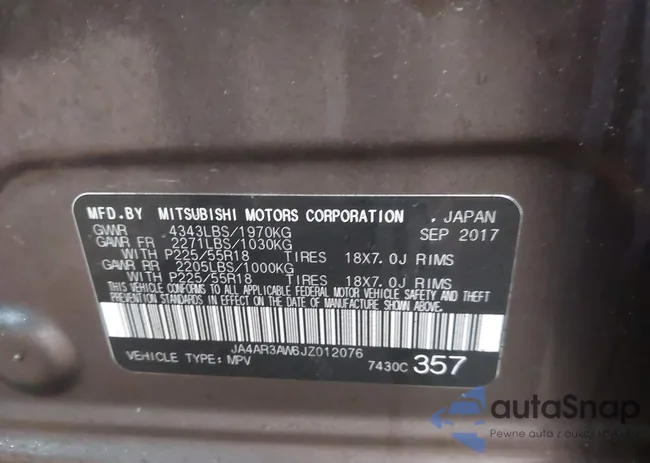 MFD.BY MITSUBISHI MOTORS CORPORATION , JAPAN
GVWR 4343LBS/1970KG SEP 2017
GAWR FR 2271LBS/1030KG
WITH P225/55R18 TIRES 18X7.0J RIMS
GAWR RR 2205LBS/1000KG
WITH P225/55R18 TIRES 18X7.0J RIMS
THIS VEHICLE CONFORMS TO ALL APPLICABLE FEDERAL MOTOR VEHICLE SAFETY AND THEFT
PREVENTION STANDARDS IN EFFECT ON THE DATE OF MANUFACTURE SHOWN ABOVE.
JA4AR3AW6JZ012076
VEHICLE TYPE: MPV 7430C 357
autaSnap
Pewne auta z aukcji